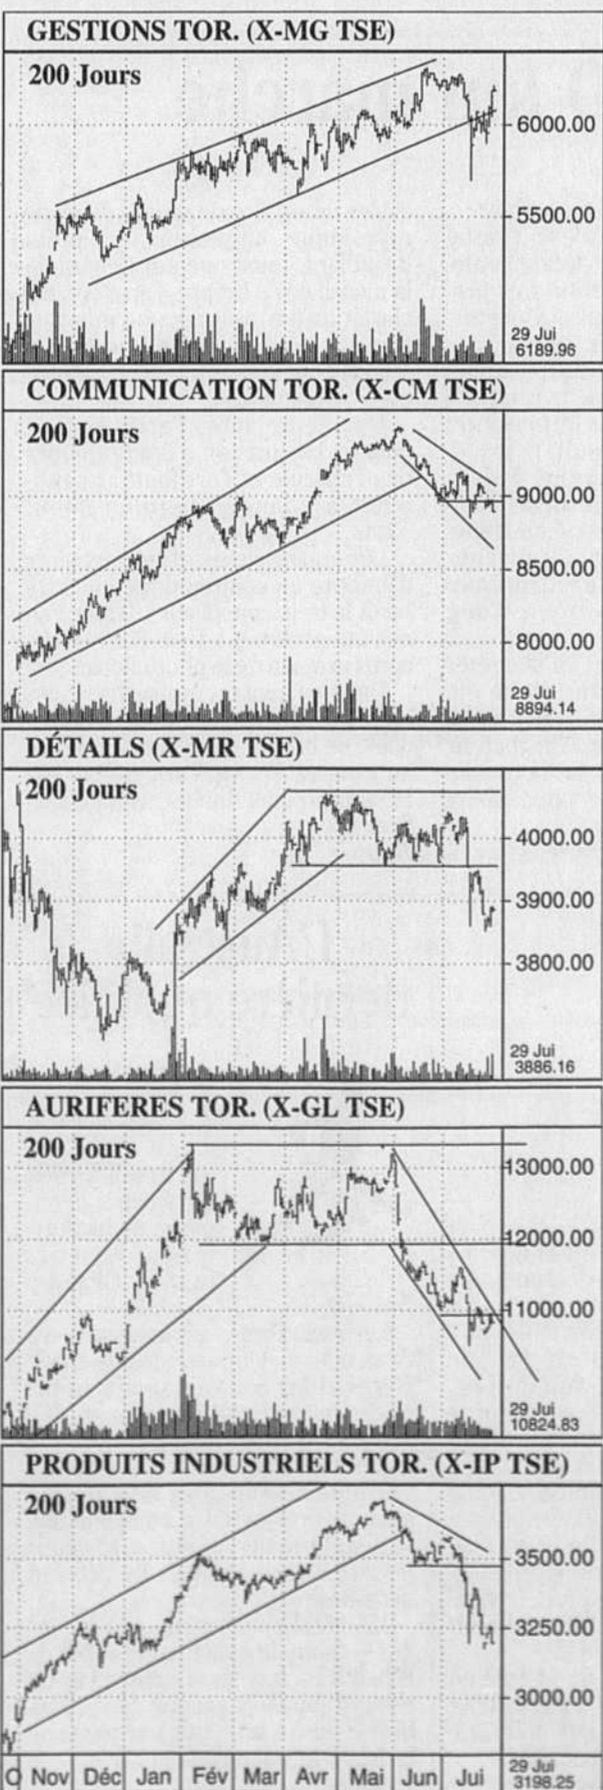 GESTIONS TOR. (X-MG TSE)
200 Jours
6000.00
5500.00
29 Jui
6189.96
COMMUNICATION TOR. (X-CM TSE)
200 Jours
9000.00
8500.00
8000.00
29 Jui
8894.14
DÉTAILS (X-MR TSE)
200 Jours
4000.00
3900.00
3800.00
29 Jui
3886.16
AURIFERES TOR. (X-GL TSE)
200 Jours
13000.00
12000.00
11000.00
29 Jui
10824.83
PRODUITS INDUSTRIELS TOR. (X-IP TSE)
200 Jours
3500.00
3250.00
3000.00
O Nov Déc Jan Fév Mar Avr Mai Jun Jui
29 Jui
3198.25